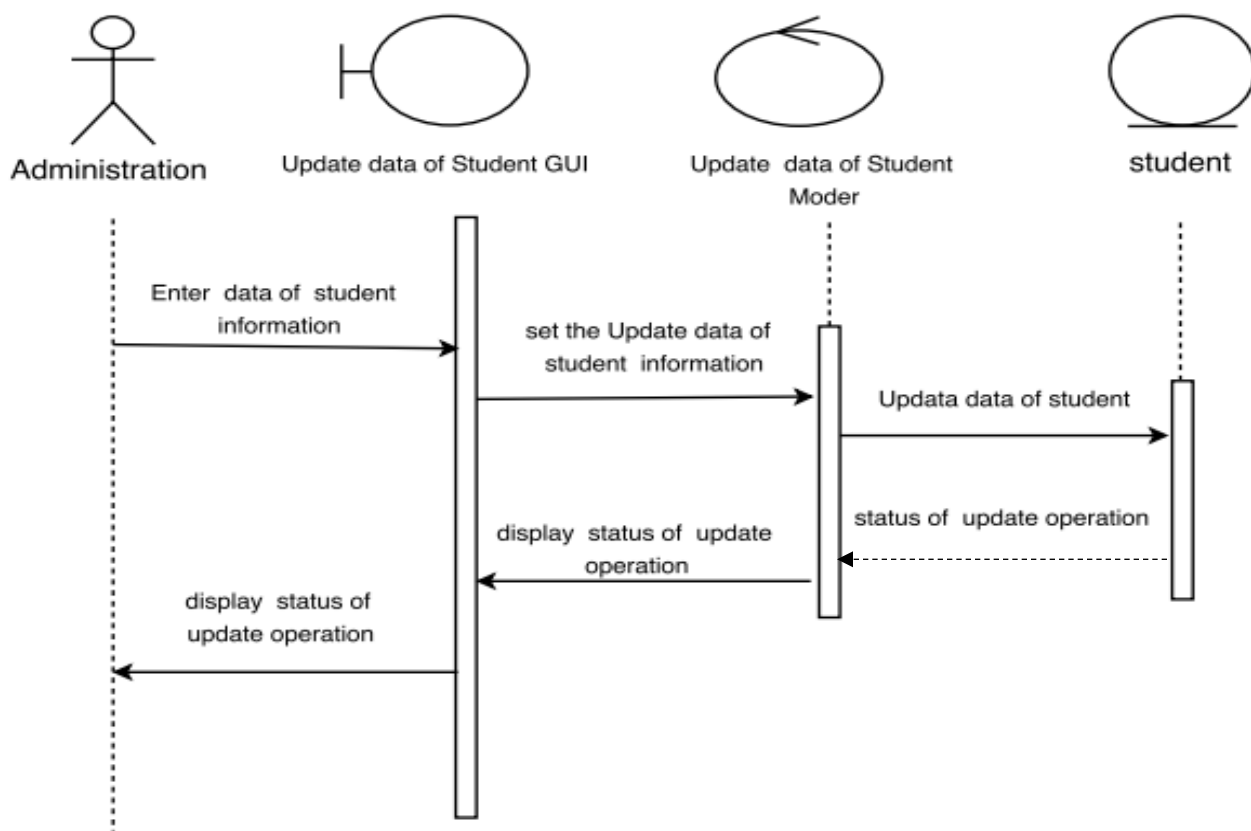 Administration
Update data of Student GUI
Update data of Student
Moder
student
Enter data of student
information
set the Update data of
student information
Updata data of student
status of update operation
display status of update
operation
display status of
update operation